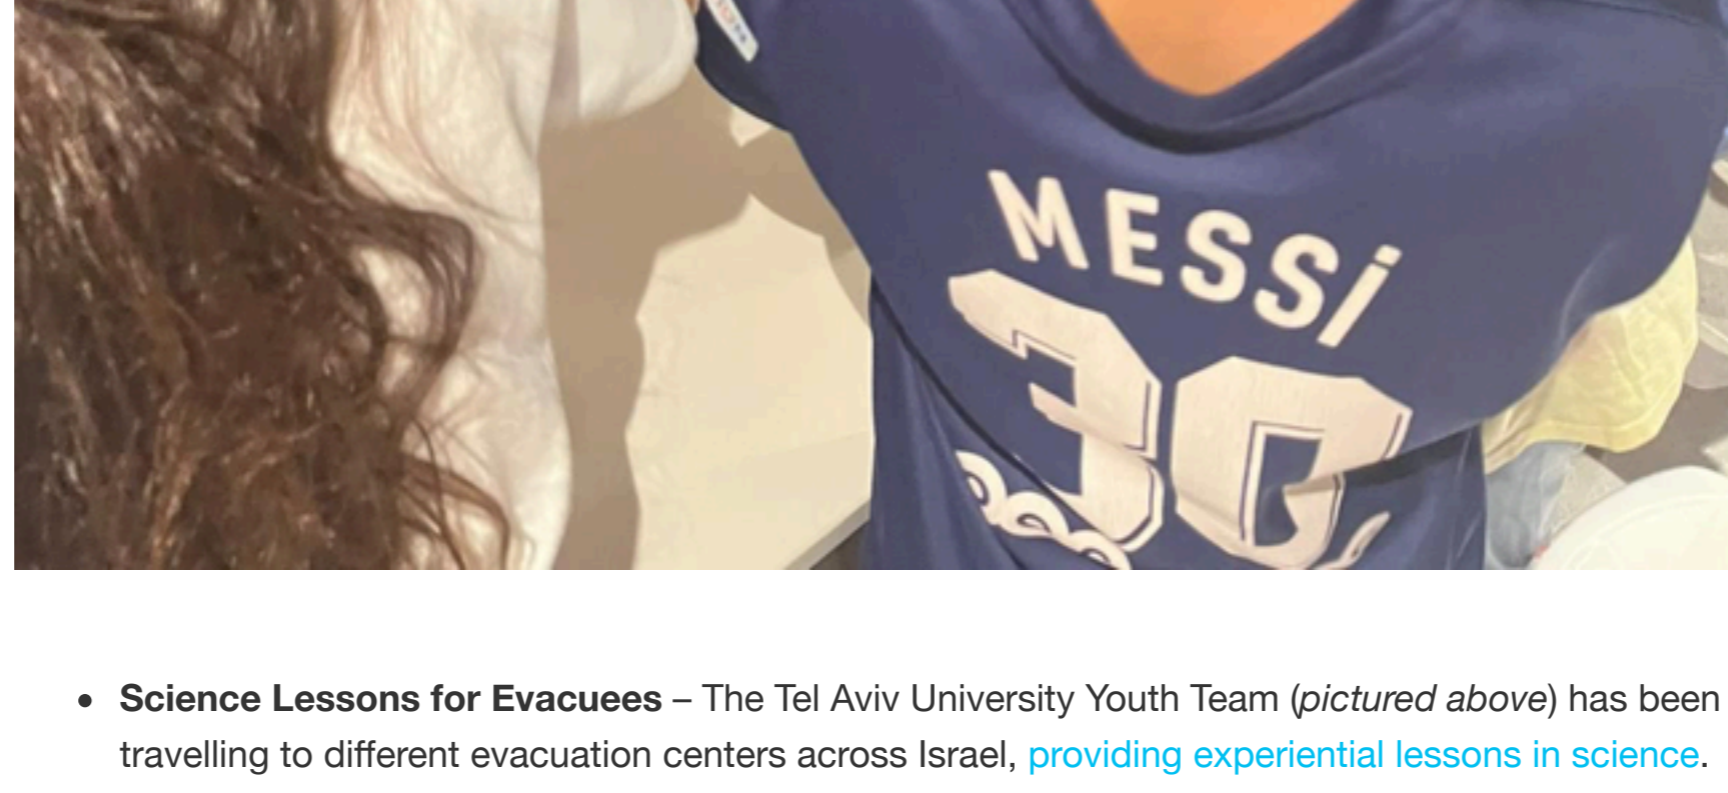 MESSi
30
• Science Lessons for Evacuees – The Tel Aviv University Youth Team (pictured above) has been
travelling to different evacuation centers across Israel, providing experiential lessons in science.